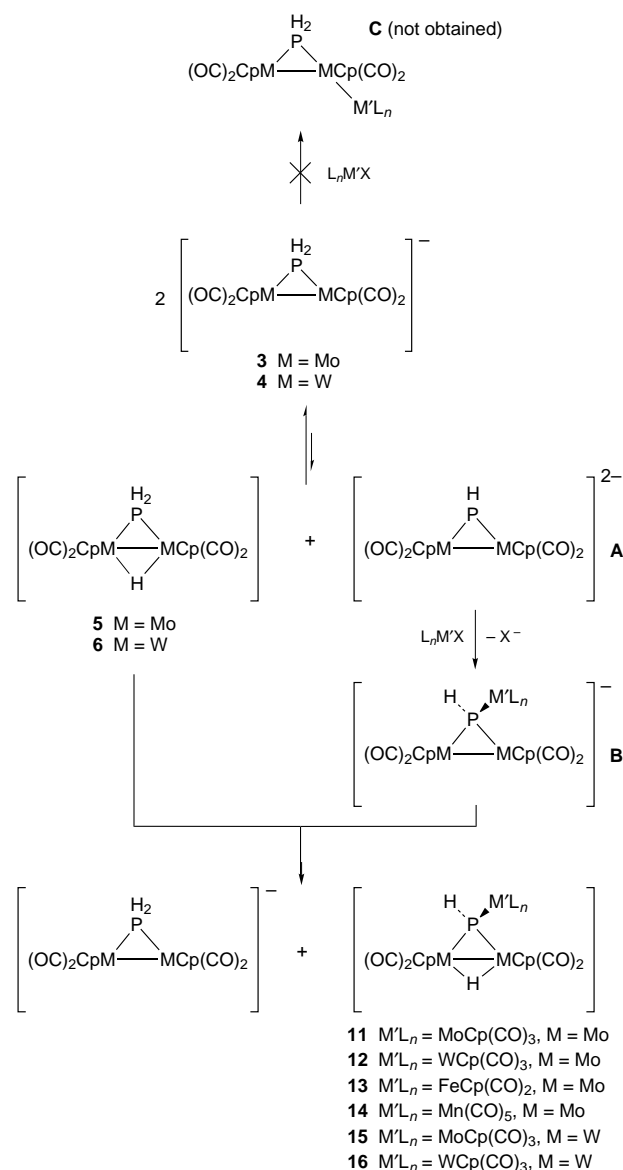 H2
P
C (not obtained)
(OC)2CpM MCp(CO)2
M′Ln
LnM′X
H2
P
2 (OC)2CpM MCp(CO)2 –
3 M = Mo
4 M = W
H2
P
(OC)2CpM MCp(CO)2
H
5 M = Mo
6 M = W
+
H
P
(OC)2CpM MCp(CO)2 2–
A
LnM′X – X–
H M′Ln
P
(OC)2CpM MCp(CO)2 –
B
H2
P
(OC)2CpM MCp(CO)2 –
+
H M′Ln
P
(OC)2CpM MCp(CO)2
H
11 M′Ln = MoCp(CO)3, M = Mo
12 M′Ln = WCp(CO)3, M = Mo
13 M′Ln = FeCp(CO)2, M = Mo
14 M′Ln = Mn(CO)5, M = Mo
15 M′Ln = MoCp(CO)3, M = W
16 M′Ln = WCp(CO)3, M = W